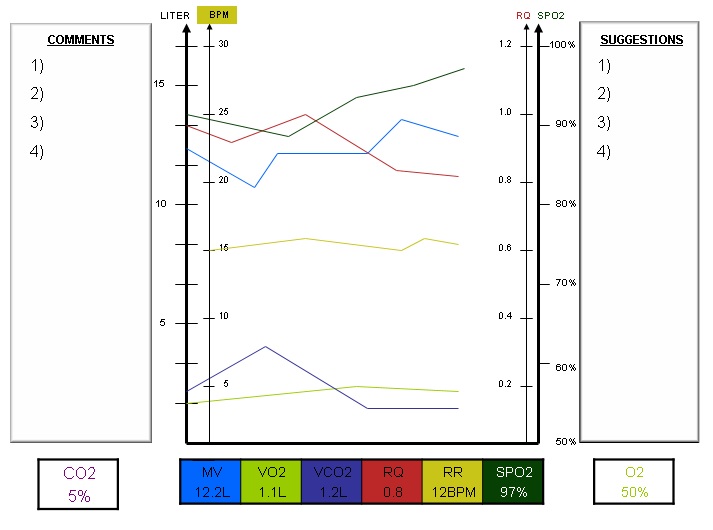 LITER
BPM
RQ
SPO2
COMMENTS
1)
2)
3)
4)
15
10
5
30
25
20
15
10
5
1.2
1.0
0.8
0.6
0.4
0.2
100%
90%
80%
70%
60%
50%
SUGGESTIONS
1)
2)
3)
4)
CO2
5%
MV
12.2L
VO2
1.1L
VCO2
1.2L
RQ
0.8
RR
12BPM
SPO2
97%
O2
50%